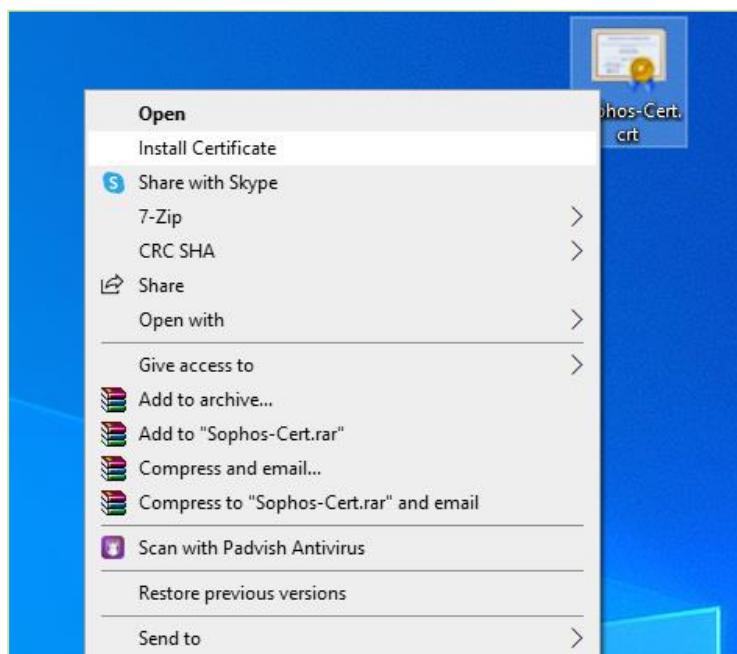 hos-Cert.
crt
Open
Install Certificate
Share with Skype
7-Zip
CRC SHA
Share
Open with
Give access to
Add to archive...
Add to "Sophos-Cert.rar"
Compress and email...
Compress to "Sophos-Cert.rar" and email
Scan with Padvish Antivirus
Restore previous versions
Send to